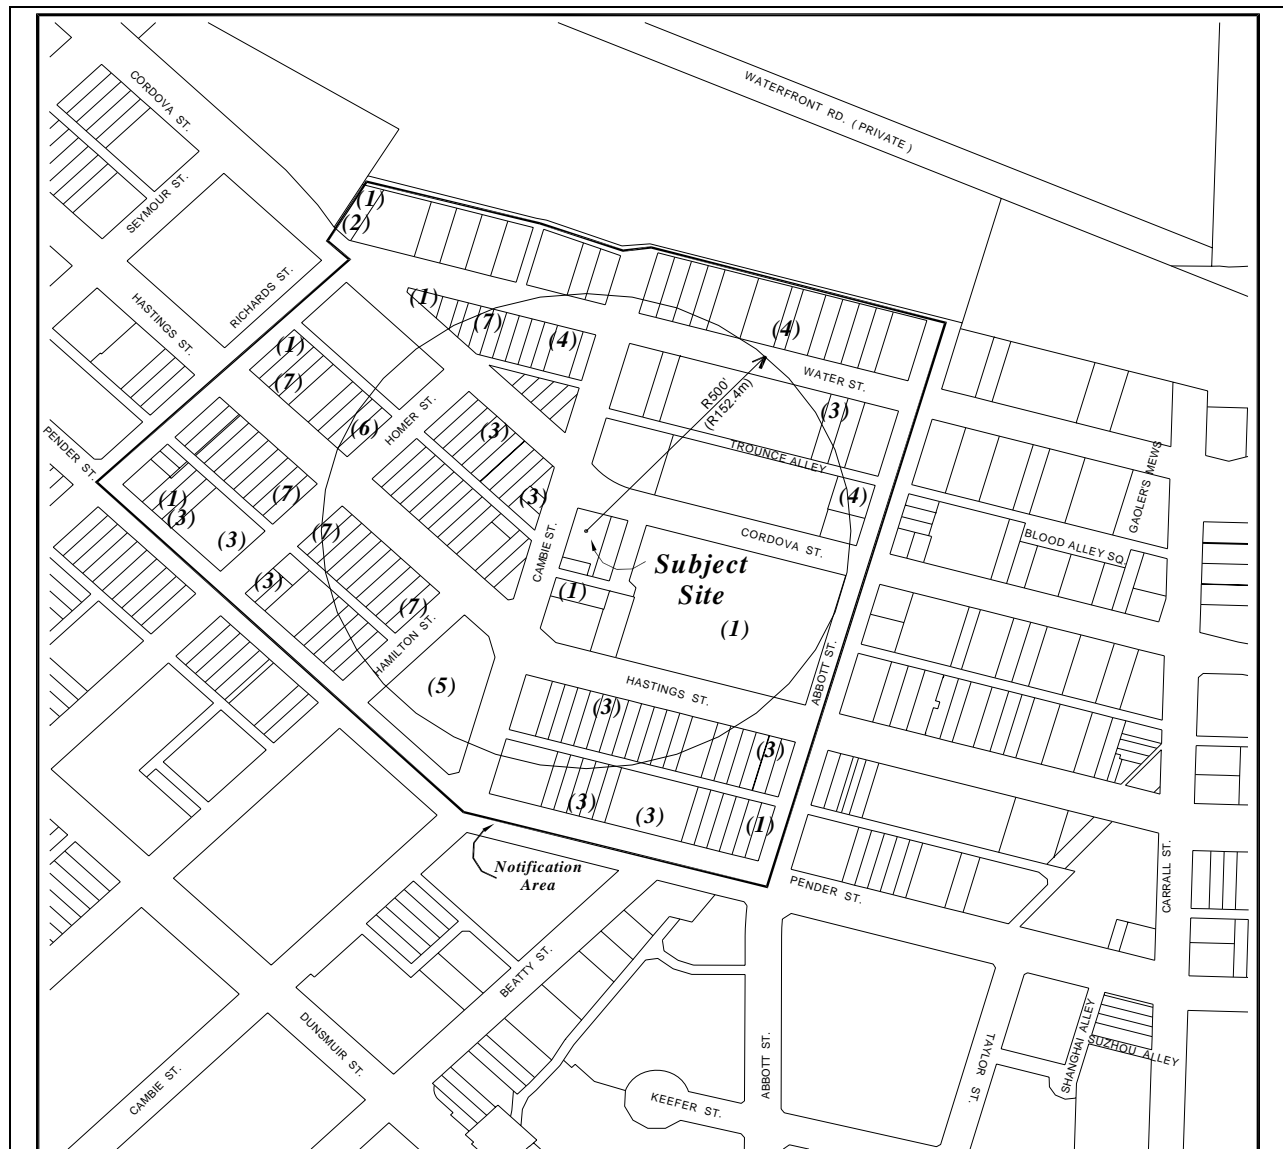 WATERFRONT RD. ( PRIVATE )
CORDOVA ST.
SEYMOUR ST.
(1)
(2)
RICHARDS ST.
HASTINGS ST.
(1)
(7)
(4)
(4)
(1)
(7)
WATER ST.
R500'
(R152.4m)
(3)
(6)
HOMER ST.
(3)
PENDER ST.
TROUNCE ALLEY
GAOLER'S MEWS
(1)
(3)
(7)
(3)
(4)
(3)
(7)
CAMBIE ST.
CORDOVA ST.
BLOOD ALLEY SQ.
Subject
Site
(3)
(1)
(7)
(1)
HAMILTON ST.
(5)
HASTINGS ST.
ABBOTT ST.
(3)
(3)
(3)
(3)
(1)
Notification
Area
PENDER ST.
CARRALL ST.
BEATTY ST.
DUNSMUIR ST.
CAMBIE ST.
ABBOTT ST.
TAYLOR ST.
SHANGHAI ALLEY
SUZHOU ALLEY
KEEFER ST.